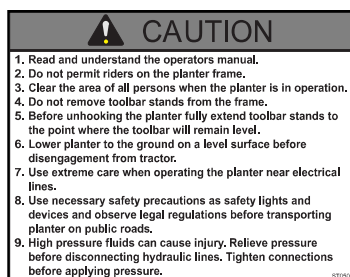 CAUTION
1. Read and understand the operators manual.
2. Do not permit riders on the planter frame.
3. Clear the area of all persons when the planter is in operation.
4. Do not remove toolbar stands from the frame.
5. Before unhooking the planter fully extend toolbar stands to
the point where the toolbar will remain level.
6. Lower planter to the ground on a level surface before
disengagement from tractor.
7. Use extreme care when operating the planter near electrical
lines.
8. Use necessary safety precautions as safety lights and
devices and observe legal regulations before transporting
planter on public roads.
9. High pressure fluids can cause injury. Relieve pressure
before disconnecting hydraulic lines. Tighten connections
before applying pressure.